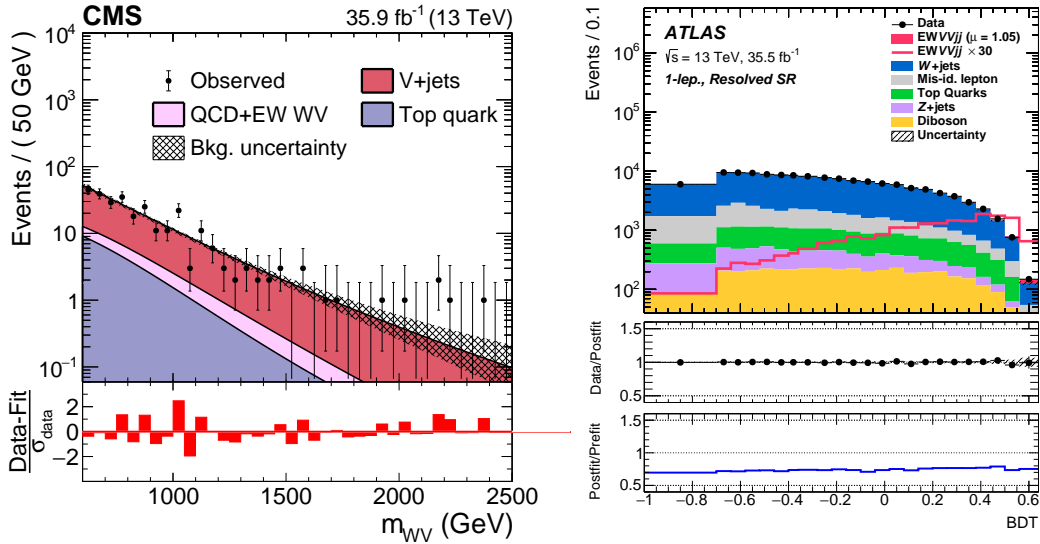 CMS
35.9 fb⁻¹ (13 TeV)
Events / ( 50 GeV)
10⁴
10³
10²
10
1
10⁻¹
Observed
V+jets
QCD+EW WV
Top quark
Bkg. uncertainty
Data-Fit
σdata
2
0
−2
1000
1500
2000
2500
mWV (GeV)
Events / 0.1
10⁶
10⁵
10⁴
10³
10²
ATLAS
√s = 13 TeV, 35.5 fb⁻¹
1-lep., Resolved SR
Data
EW VVjj (μ = 1.05)
EW VVjj × 30
W+jets
Mis-id. lepton
Top Quarks
Z+jets
Diboson
Uncertainty
Data/Postfit
1.5
1
0.5
Postfit/Prefit
1.5
1
0.5
−1
−0.8
−0.6
−0.4
−0.2
0
0.2
0.4
0.6
BDT